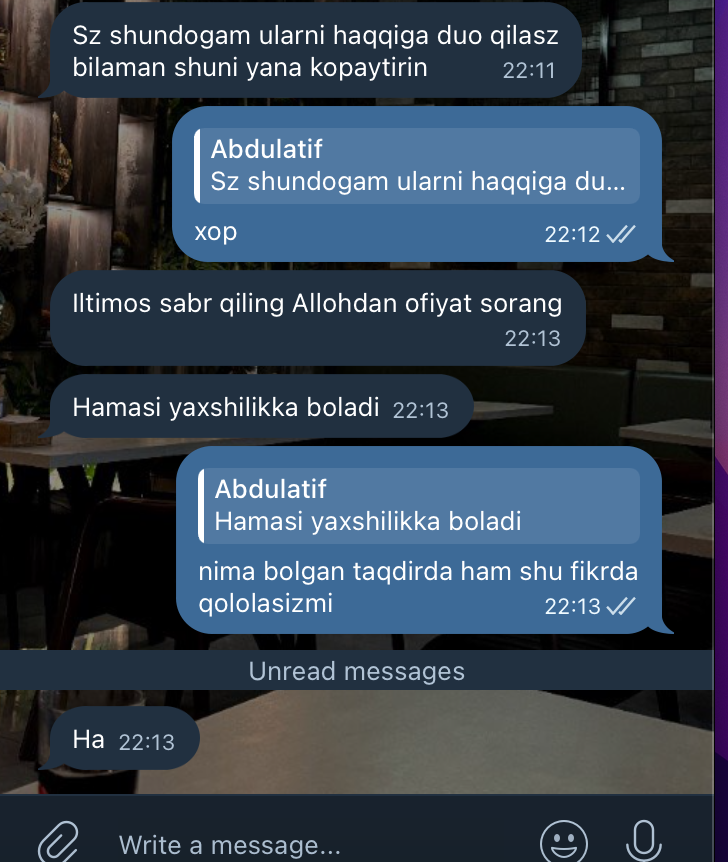 Sz shundogam ularni haqqiga duo qilasz
bilaman shuni yana kopaytirin 22:11
Abdulatif
Sz shundogam ularni haqqiga du...
xop 22:12
Iltimos sabr qiling Allohdan ofiyat sorang
22:13
Hamasi yaxshilikka boladi 22:13
Abdulatif
Hamasi yaxshilikka boladi
nima bolgan taqdirda ham shu fikrda
qololasizmi 22:13
Unread messages
Ha 22:13
Write a message...